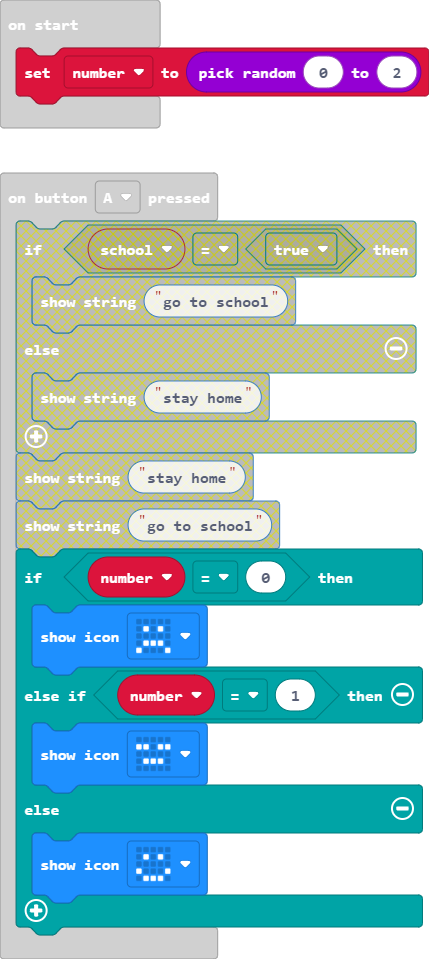 on start
set number to pick random 0 to 2
on button A pressed
if school = true then
show string "go to school"
else
show string "stay home"
show string "stay home"
show string "go to school"
if number = 0 then
show icon
else if number = 1 then
show icon
else
show icon